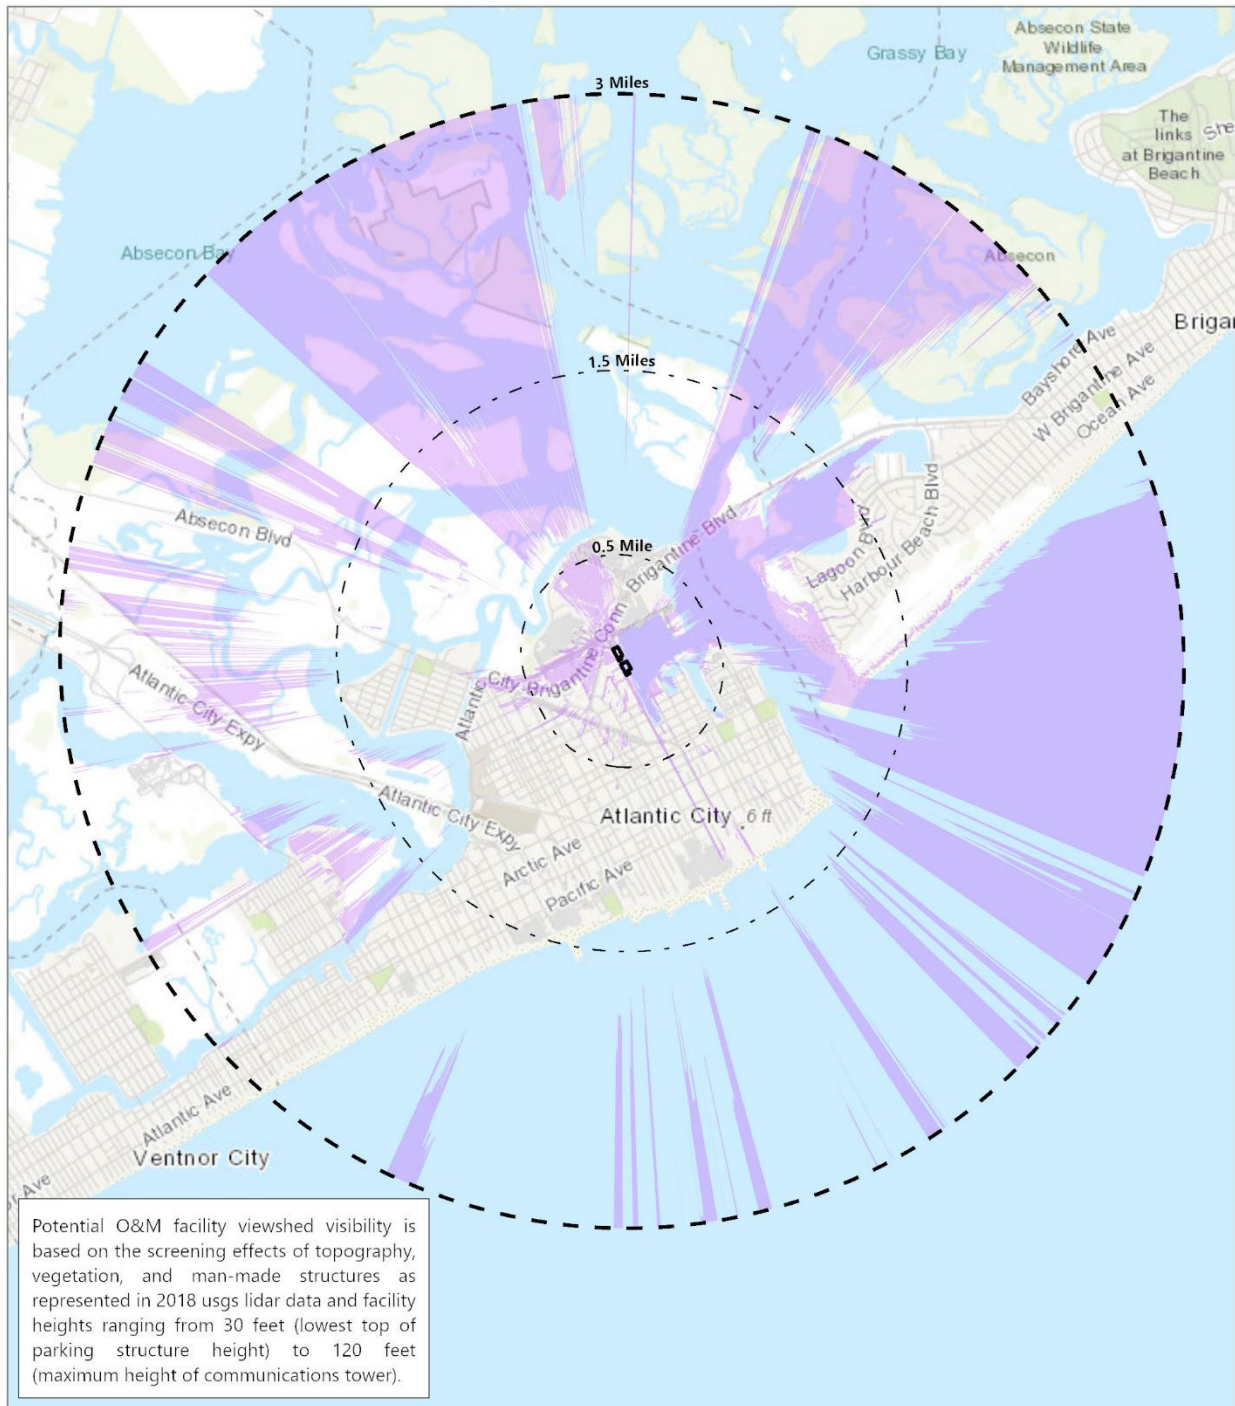 Absecon State
Wildlife
Management Area
Grassy Bay
3 Miles
The
links
at Brigantine
Beach
She
Absecon Bay
Absecon
Brigar
1.5 Miles
Bayshore Ave
W Brigantine Ave
Ocean Ave
Absecon Blvd
0.5 Mile
Brigantine Blvd
Lagoon Blvd
Harbour Beach Blvd
Atlantic City-Brigantine Conn
Atlantic City Expy
Atlantic City Expy
Atlantic City
6 ft
Arctic Ave
Pacific Ave
Atlantic Ave
Ventnor City
or Ave
Potential O&M facility viewshed visibility is
based on the screening effects of topography,
vegetation, and man-made structures as
represented in 2018 usgs lidar data and facility
heights ranging from 30 feet (lowest top of
parking structure height) to 120 feet
(maximum height of communications tower).